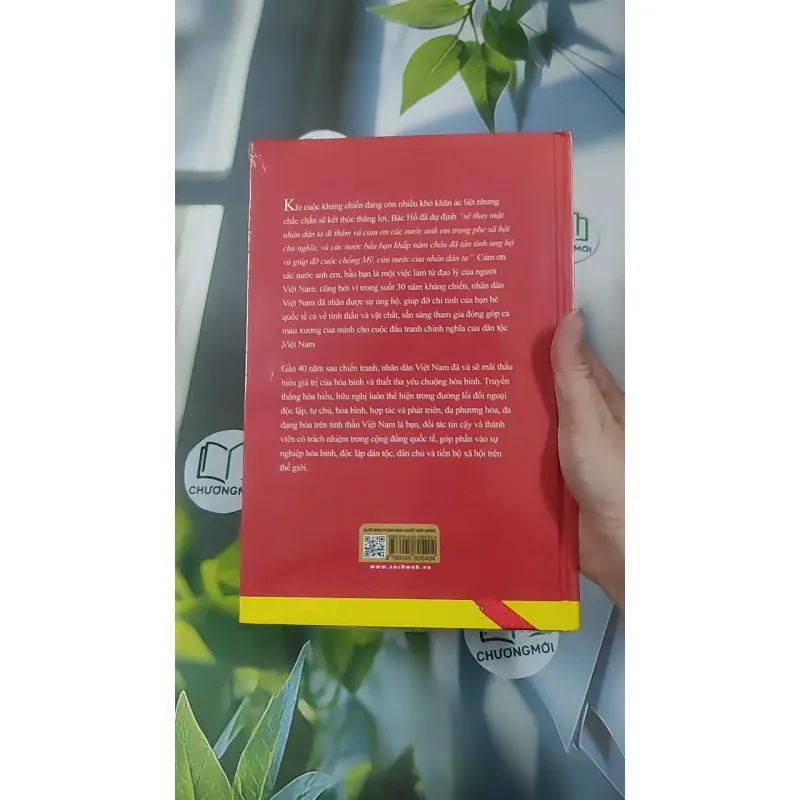 Khi cuộc kháng chiến đang còn nhiều khó khăn ác liệt nhưng
chắc chắn sẽ kết thúc thắng lợi, Bác Hồ đã dự định "sẽ thay mặt
nhân dân ta đi thăm và cảm ơn các nước anh em trong phe xã hội
chủ nghĩa, và các nước bầu bạn khắp năm châu đã tận tình ủng hộ
và giúp đỡ cuộc chống Mỹ, cứu nước của nhân dân ta". Cảm ơn
các nước anh em, bầu bạn là một việc làm từ đạo lý của người
Việt Nam; cũng bởi vì trong suốt 30 năm kháng chiến, nhân dân
Việt Nam đã nhận được sự ủng hộ, giúp đỡ chí tình của bạn bè
quốc tế cả về tinh thần và vật chất, sẵn sàng tham gia đóng góp cả
máu xương của mình cho cuộc đấu tranh chính nghĩa của dân tộc
Việt Nam
Gần 40 năm sau chiến tranh, nhân dân Việt Nam đã và sẽ mãi thấu
hiểu giá trị của hòa bình và thiết tha yêu chuộng hòa bình. Truyền
thống hòa hiếu, hữu nghị luôn thể hiện trong đường lối đối ngoại
độc lập, tự chủ, hòa bình, hợp tác và phát triển, đa phương hóa, đa
dạng hóa trên tinh thần Việt Nam là bạn, đối tác tin cậy và thành
viên có trách nhiệm trong cộng đồng quốc tế, góp phần vào sự
nghiệp hòa bình, độc lập dân tộc, dân chủ và tiến bộ xã hội trên
thế giới.
XUẤT BẢN PHẨM NHÀ NƯỚC ĐẶT HÀNG
www.sachweb.vn
CHƯƠNGMỚI
CHƯƠNGMỚI
CHƯƠNGMỚI